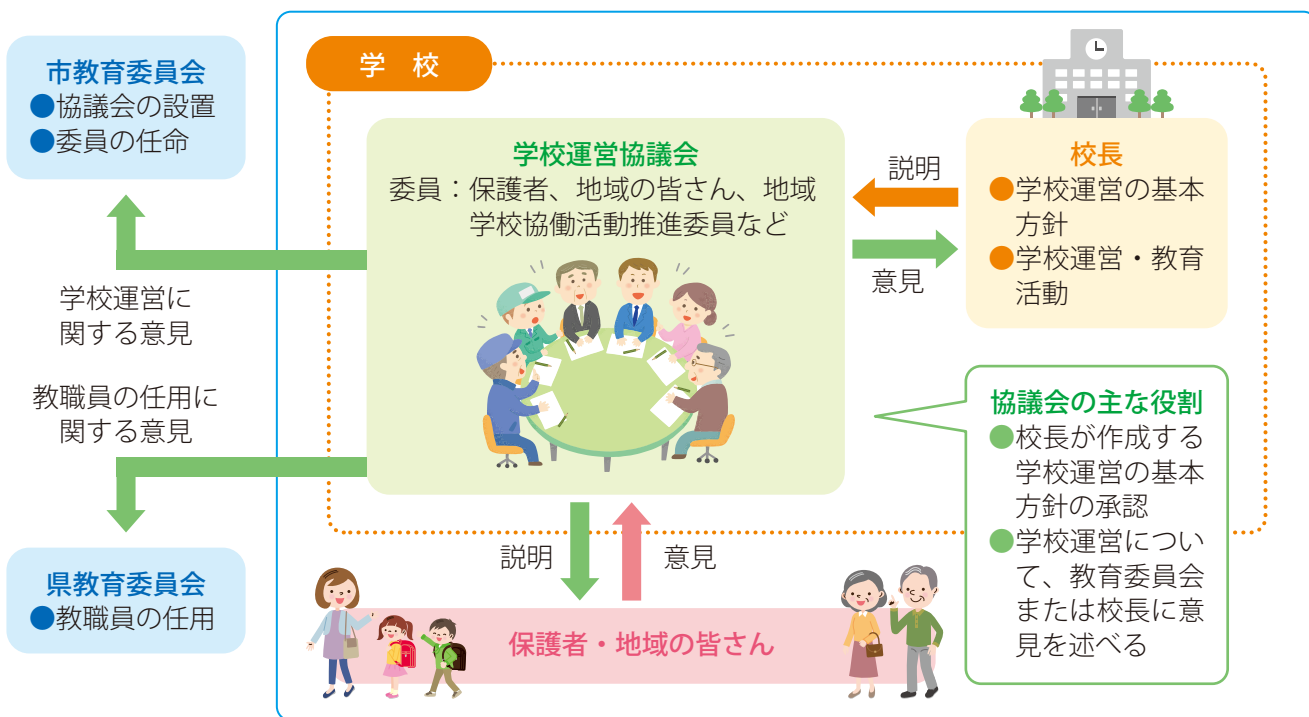 市教育委員会
●協議会の設置
●委員の任命
学校運営に
関する意見
教職員の任用に
関する意見
県教育委員会
●教職員の任用
学 校
学校運営協議会
委員：保護者、地域の皆さん、地域
学校協働活動推進委員など
説明
意見
校長
●学校運営の基本
方針
●学校運営・教育
活動
協議会の主な役割
●校長が作成する
学校運営の基本
方針の承認
●学校運営につい
て、教育委員会
または校長に意
見を述べる
説明
意見
保護者・地域の皆さん